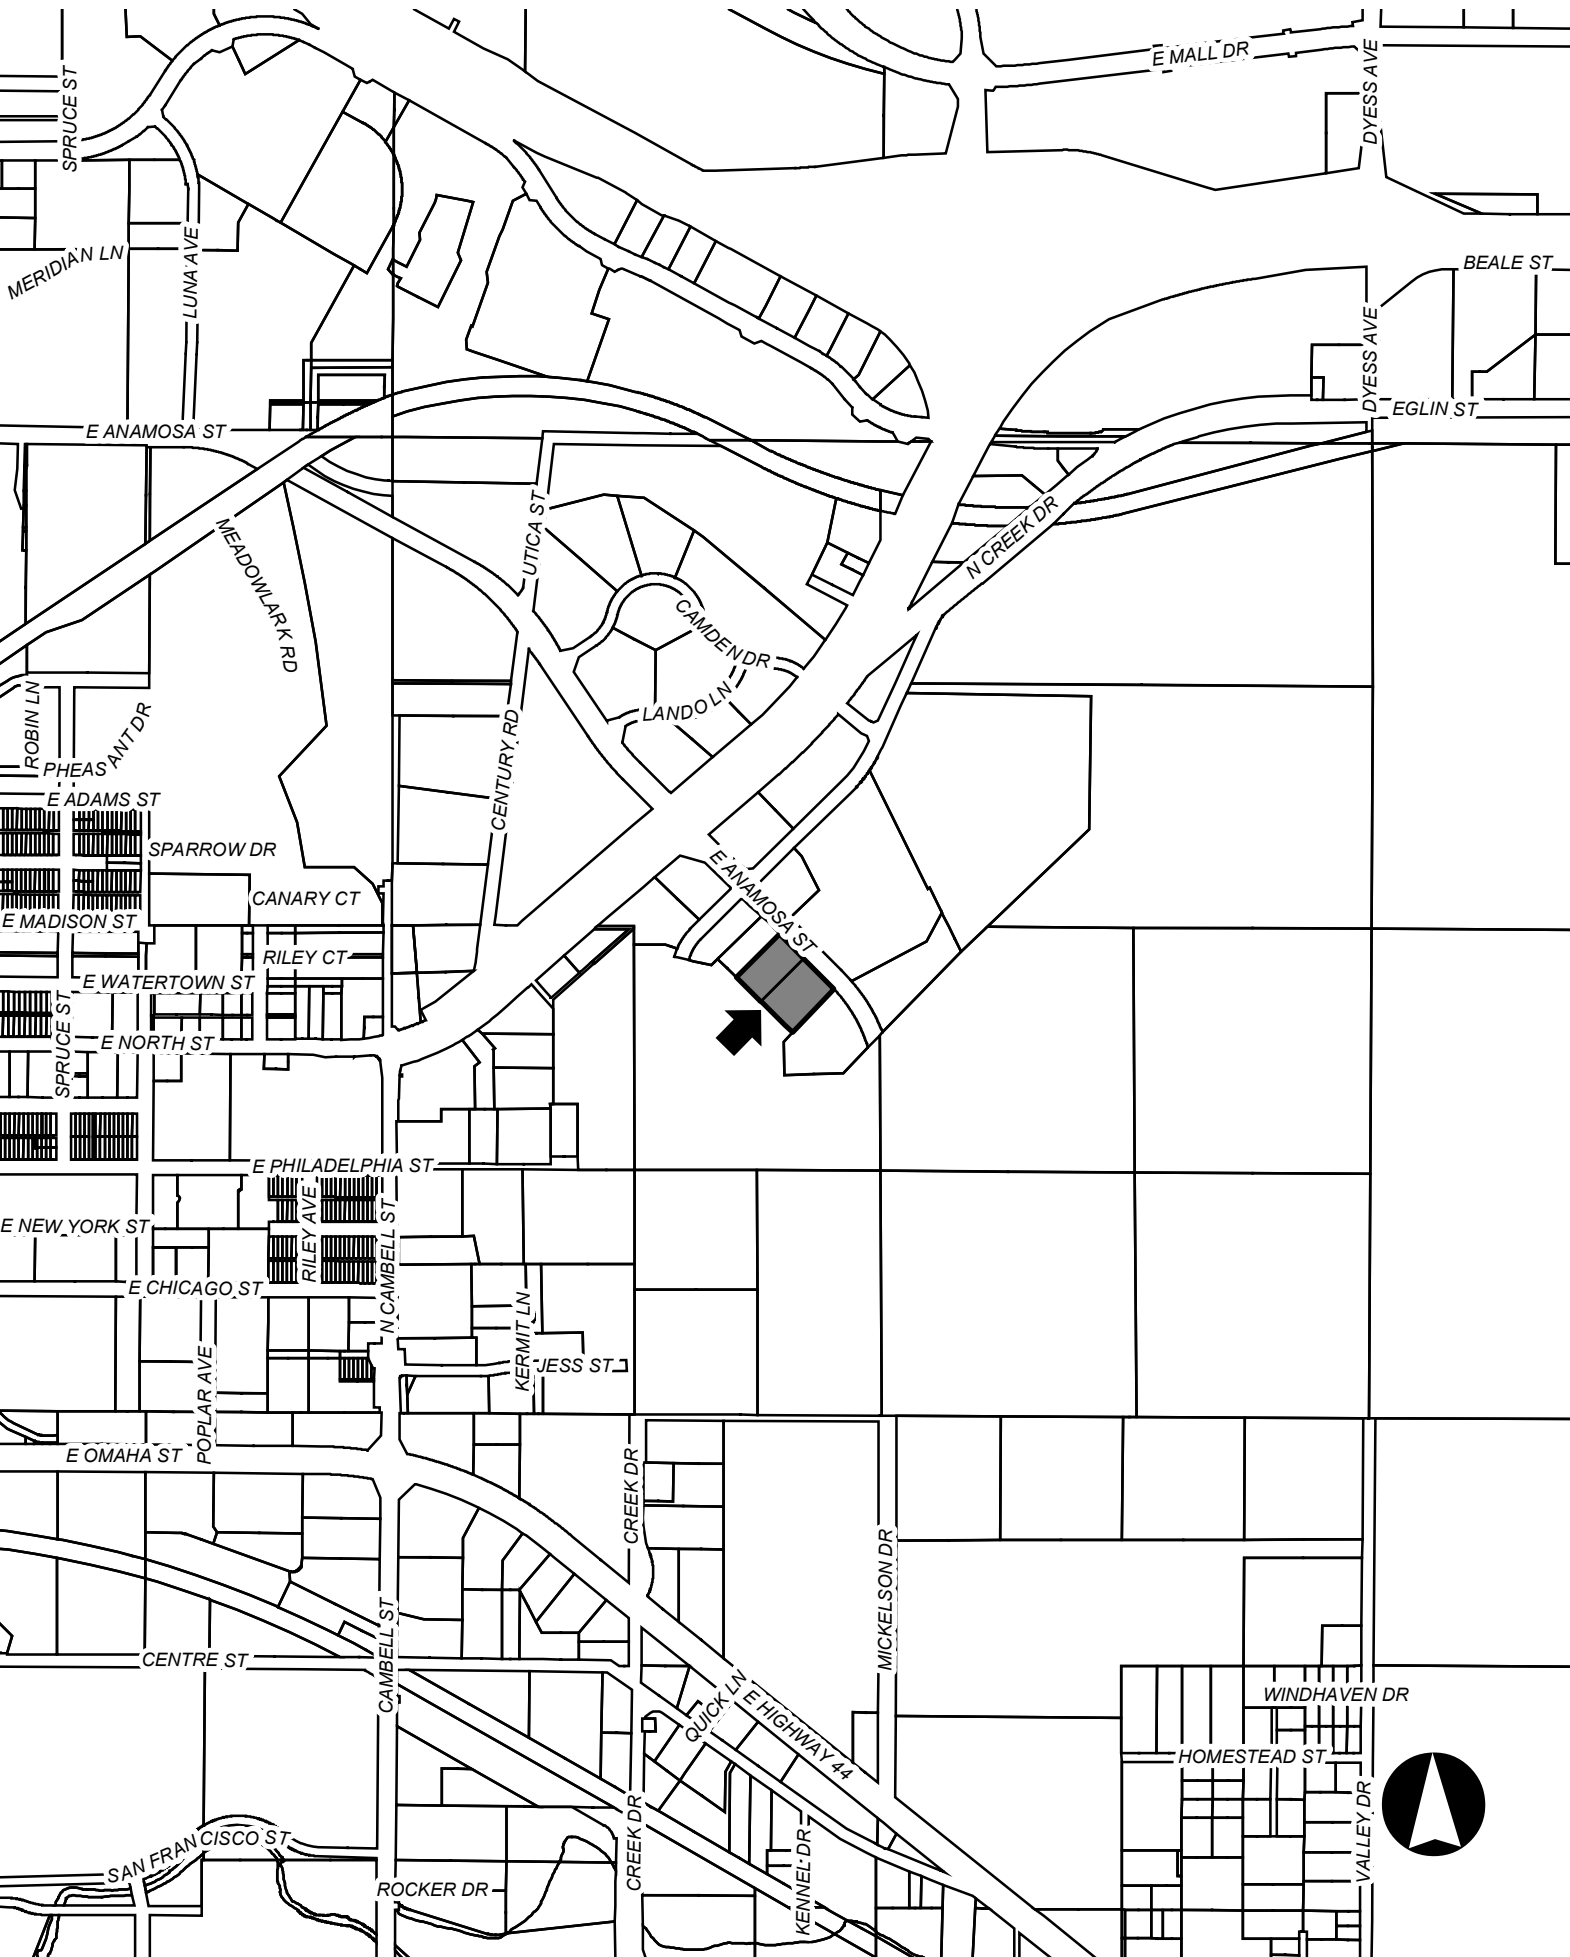 E MALL DR
DYESS AVE
SPRUCE ST
MERIDIAN LN
LUNA AVE
BEALE ST
DYESS AVE
EGLIN ST
E ANAMOSA ST
UTICA ST
N CREEK DR
MEADOWLARK RD
CAMDEN DR
LANDO LN
ROBIN LN
PHEASANT DR
CENTURY RD
E ADAMS ST
SPARROW DR
CANARY CT
E ANAMOSA ST
E MADISON ST
RILEY CT
E WATERTOWN ST
SPRUCE ST
E NORTH ST
E PHILADELPHIA ST
RILEY AVE
E NEW YORK ST
N CAMBELL ST
E CHICAGO ST
KERMIT LN
JESS ST
POPLAR AVE
E OMAHA ST
CREEK DR
MICKELSON DR
CAMBELL ST
CENTRE ST
QUICK LN
E HIGHWAY 44
WINDHAVEN DR
HOMESTEAD ST
VALLEY DR
SAN FRANCISCO ST
CREEK DR
KENNEL DR
ROCKER DR